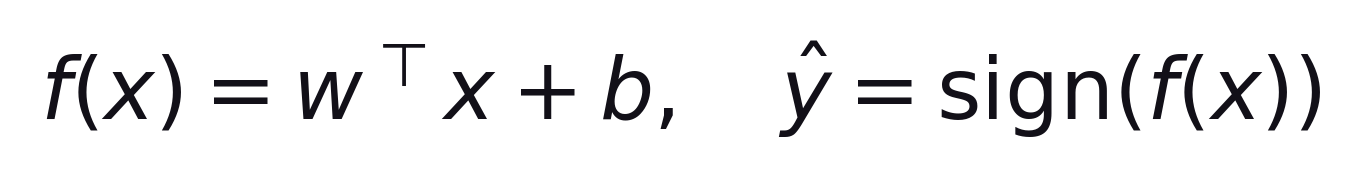 f(x) = w⊤x + b, ŷ = sign(f(x))